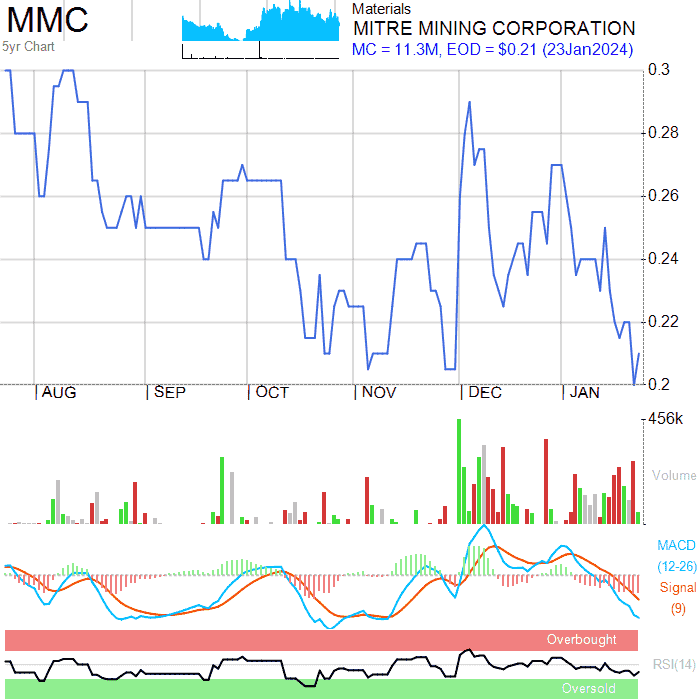 MMC
5yr Chart
Materials
MITRE MINING CORPORATION
MC = 11.3M, EOD = $0.21 (23Jan2024)
0.3
0.28
0.26
0.24
0.22
0.2
AUG SEP OCT NOV DEC JAN
456k
Volume
MACD
(12-26)
Signal
(9)
Overbought
RSI(14)
Oversold